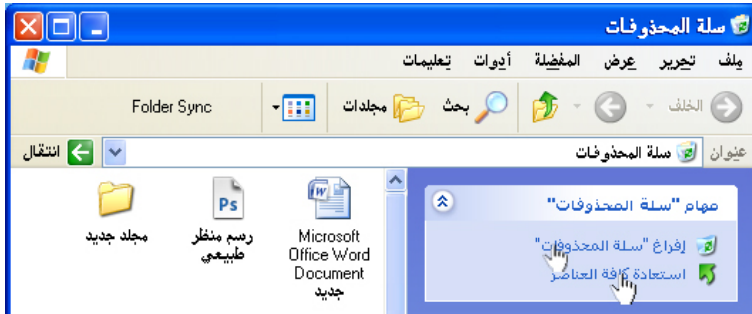 سلة المحذوفات
ملف تحرير عرض المفضلة أدوات تعليمات
الخلف بحث مجلدات Folder Sync
عنوان سلة المحذوفات انتقال
مهام "سلة المحذوفات"
إفراغ "سلة المحذوفات"
استعادة كافة العناصر
Microsoft
Office Word
Document
جديد
رسم منظر
طبيعي
مجلد جديد